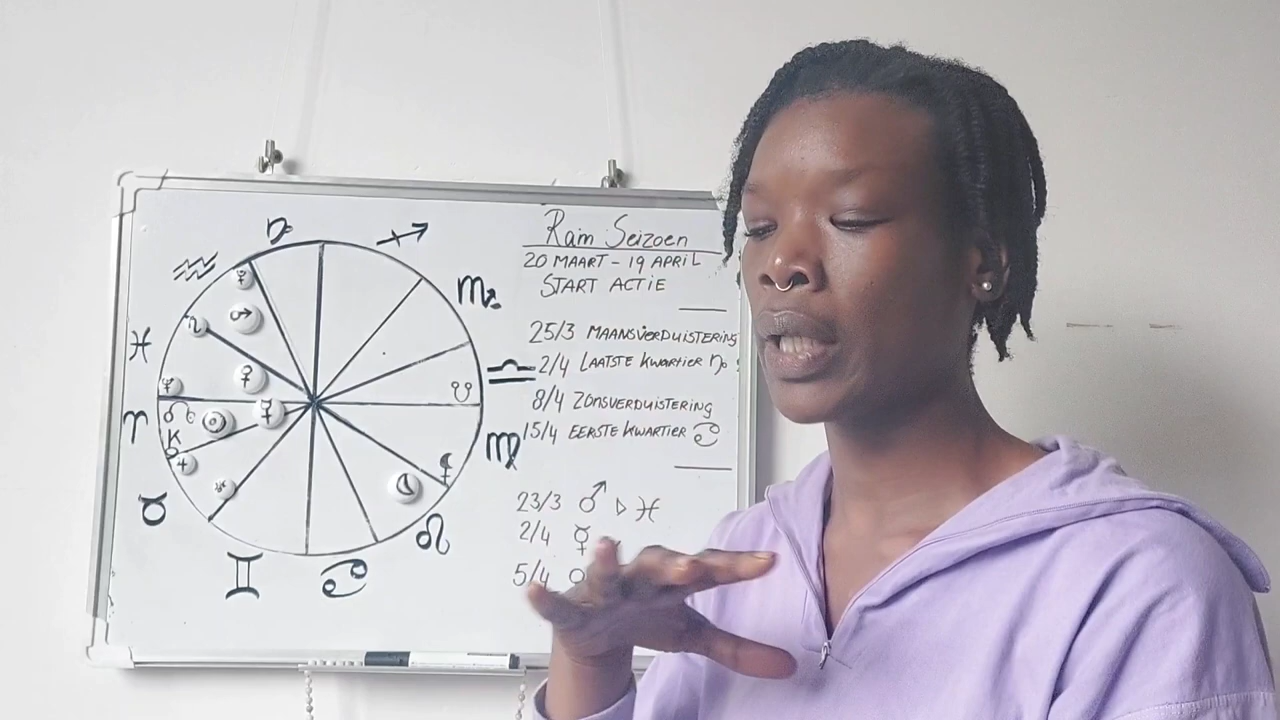 Ram Seizoen
20 MAART - 19 APRIL
START ACTIE
25/3 MAANSVERDUISTERING
2/4 LAATSTE KWARTIER ♑
8/4 ZONSVERDUISTERING
15/4 EERSTE KWARTIER ♋
23/3 ♂ ▷ ♓
2/4 ☿
5/4